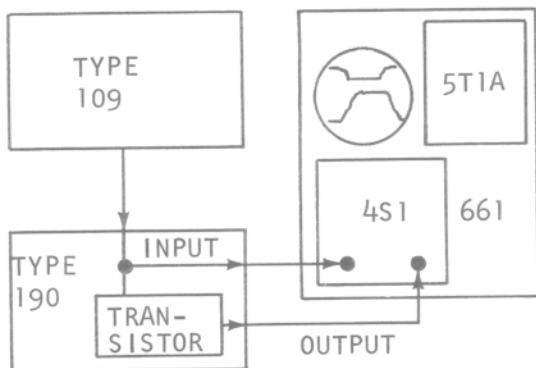 TYPE
109
5T1A
4S1
661
INPUT
TYPE
190
TRAN-
SISTOR
OUTPUT